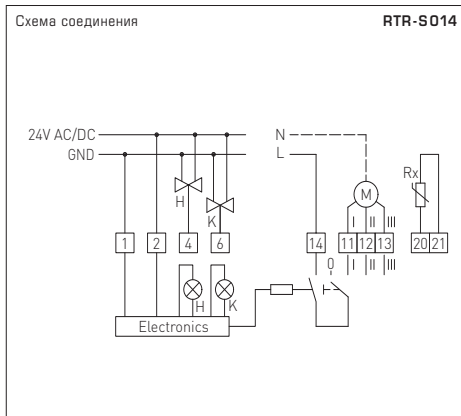 Схема соединения RTR-S014
24V AC/DC N
GND L
Rx
M
H
K I II III
1 2 4 6 14 11 12 13 20 21
0 I II III
H K
Electronics